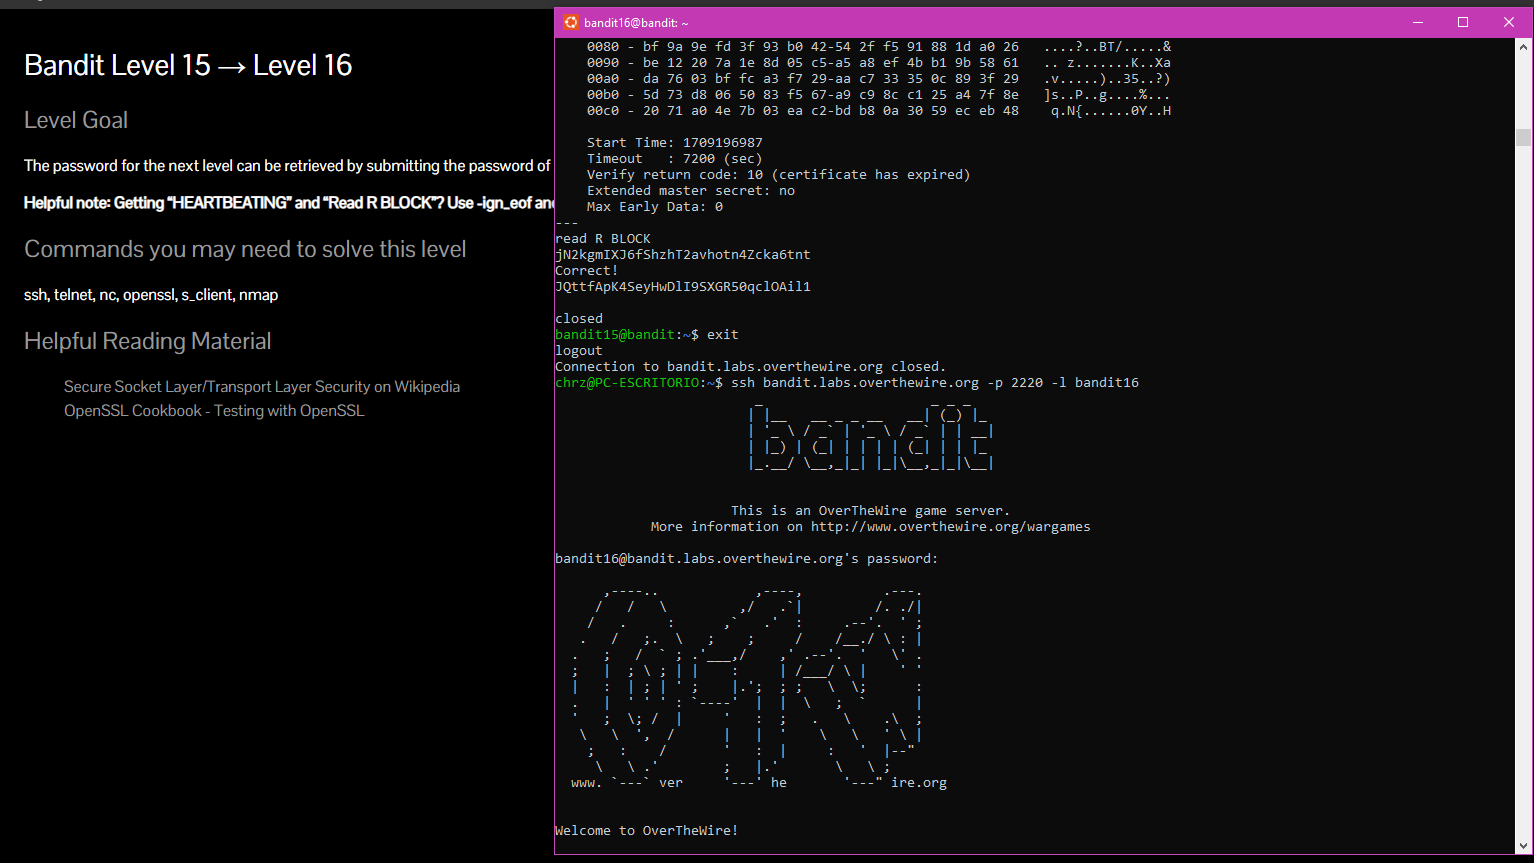 Bandit Level 15 → Level 16
Level Goal
The password for the next level can be retrieved by submitting the password of
Helpful note: Getting “HEARTBEATING” and “Read R BLOCK”? Use -ign_eof and
Commands you may need to solve this level
ssh, telnet, nc, openssl, s_client, nmap
Helpful Reading Material
Secure Socket Layer/Transport Layer Security on Wikipedia
OpenSSL Cookbook - Testing with OpenSSL
bandit16@bandit: ~
0080 - bf 9a 9e fd 3f 93 b0 42-54 2f f5 91 88 1d a0 26   ....?..BT/.....&
0090 - be 12 20 7a 1e 8d 05 c5-a5 a8 ef 4b b1 9b 58 61   .. z.......K..Xa
00a0 - da 76 03 bf fc a3 f7 29-aa c7 33 35 0c 89 3f 29   .v.....)..35..?)
00b0 - 5d 73 d8 06 50 83 f5 67-a9 c9 8c c1 25 a4 7f 8e   ]s..P..g....%...
00c0 - 20 71 a0 4e 7b 03 ea c2-bd b8 0a 30 59 ec eb 48    q.N{......0Y..H
Start Time: 1709196987
Timeout   : 7200 (sec)
Verify return code: 10 (certificate has expired)
Extended master secret: no
Max Early Data: 0
---
read R BLOCK
jN2kgmIXJ6fShzhT2avhotn4Zcka6tnt
Correct!
JQttfApK4SeyHwDlI9SXGR50qclOAil1
closed
bandit15@bandit:~$ exit
logout
Connection to bandit.labs.overthewire.org closed.
chrz@PC-ESCRITORIO:~$ ssh bandit.labs.overthewire.org -p 2220 -l bandit16
bandit
This is an OverTheWire game server.
More information on http://www.overthewire.org/wargames
bandit16@bandit.labs.overthewire.org's password:
www. ver he ire.org
Welcome to OverTheWire!